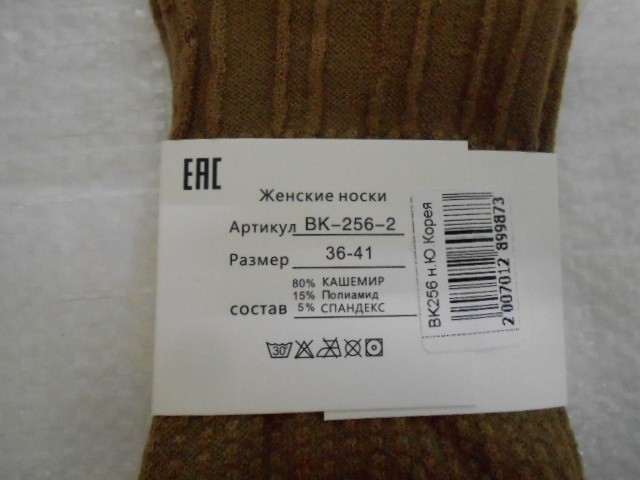 EAC
Женские носки
Артикул BK-256-2
Размер 36-41
состав 80% КАШЕМИР
15% Полиамид
5% СПАНДЕКС
30
BK256 н.Ю Корея
2 007012 899873